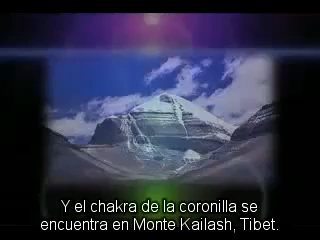 Y el chakra de la coronilla se
encuentra en Monte Kailash, Tibet.